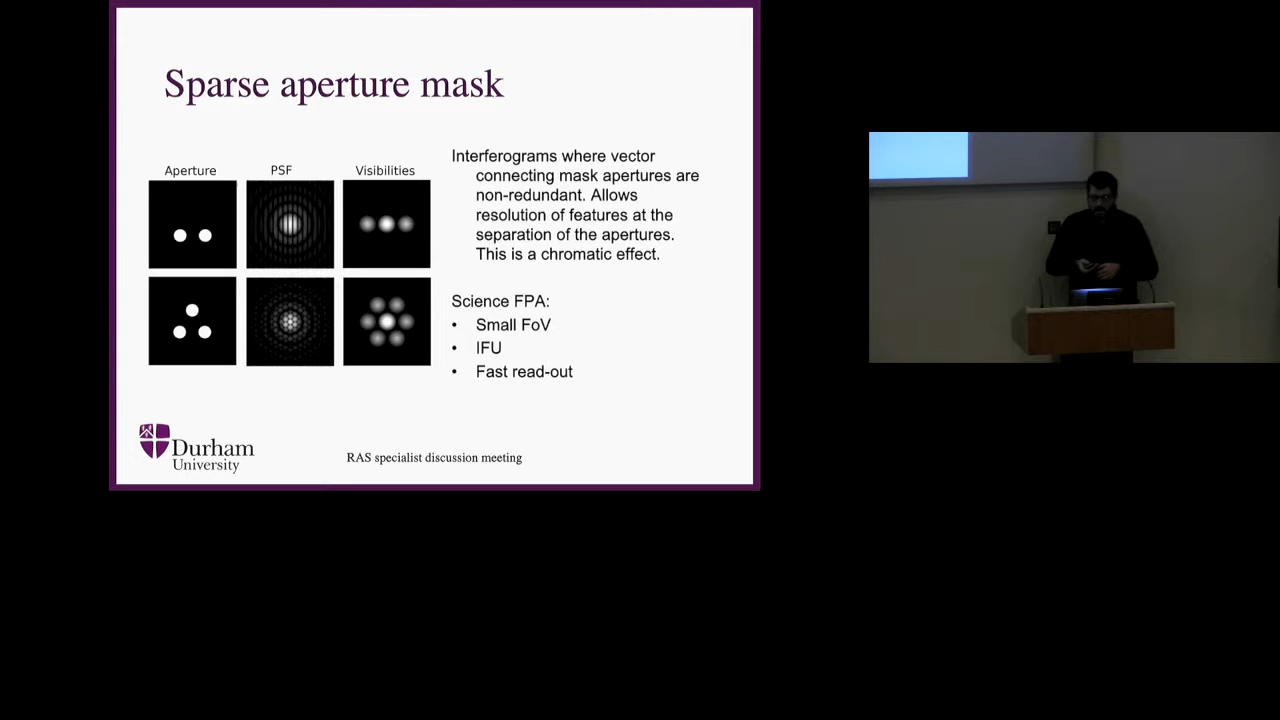 Sparse aperture mask
Aperture PSF Visibilities
Interferograms where vector
connecting mask apertures are
non-redundant. Allows
resolution of features at the
separation of the apertures.
This is a chromatic effect.
Science FPA:
• Small FoV
• IFU
• Fast read-out
Durham
University
RAS specialist discussion meeting